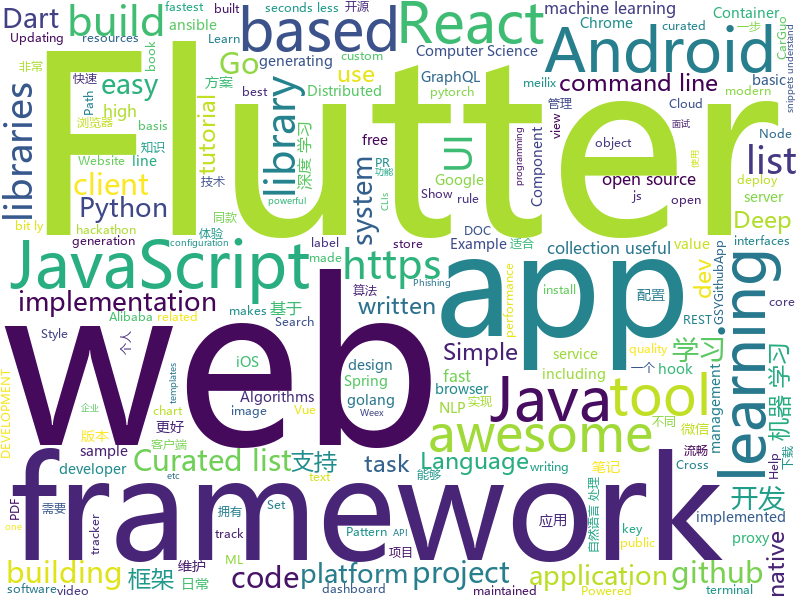 Dart
build
based
React
Android
machine learning
fastest
seconds less
开源
Container
Updating
resources
ansible
Learn
built
generating
Computer Science
Chrome
curated
一步
CarGuo
非常
快速
book
Go
方案
custom
GraphQL
use
Distributed
pytorch
meilix
command line
basic
modern
snippets understand
easy
high
Path
浏览器
basis
best
管理
Cloud
Flutter
libraries
tutorial
library
free
UI
view
programming
Component
object
面试
使用
Node
list
知识
Website
line
深度 学习
PR
功能
CLIs
Google
open source
deploy
client
Python
system
powerful
Show
rule
js
open
server
Deep
bit ly
hackathon
技术
同款
DOC
Example
适合
collection useful
value
generation
体验
configuration
label
store
dev
interfaces
JavaScript
https
app
learning
made
install
配置
REST
GSYGithubApp
core
implementation
Alibaba
related
makes
基于
算法
written
Search
Phishing
performance
学习
Style
个人
iOS
design
Simple
service
including
fast
browser
hook
quality
一个
management
机器 学习
web
Java
tool
Spring
Study
golang
Algorithms
image
Vue
chart
Weex
NLP
实现
不同
微信
DEVELOPMENT
版本
企业
templates
更好
awesome
sample
客户端
developer
Curated list
支持
task
Language
writing
能够
笔记
流畅
Cross
下载
Help
etc
text
framework
PDF
需要
tracker
拥有
Set
track
Pattern
API
项目
应用
key
自然语言 处理
开发
implemented
proxy
native
building
software
video
框架
维护
日常
code
platform
ML
dashboard
project
maintained
application
one
public
Powered
github
terminal